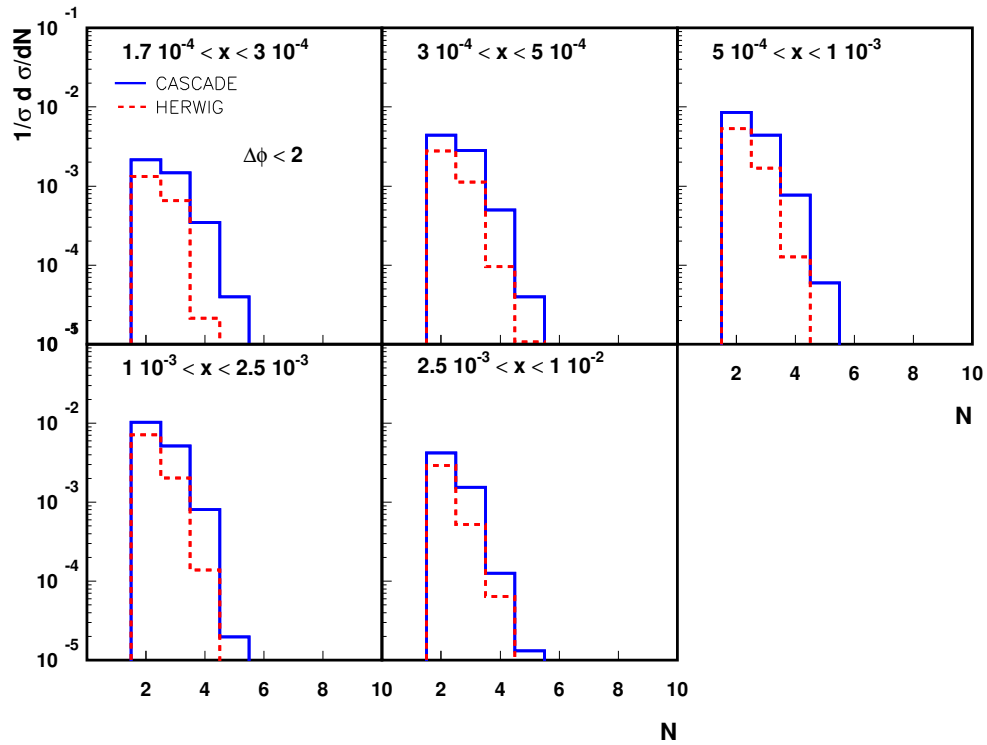 1/σ d σ/dN
10⁻¹
10⁻²
10⁻³
10⁻⁴
10⁻⁵
1.7 10⁻⁴ < x < 3 10⁻⁴
CASCADE
HERWIG
Δϕ < 2
3 10⁻⁴ < x < 5 10⁻⁴
5 10⁻⁴ < x < 1 10⁻³
2 4 6 8 10
N
1 10⁻³ < x < 2.5 10⁻³
2.5 10⁻³ < x < 1 10⁻²
10⁻²
10⁻³
10⁻⁴
10⁻⁵
2 4 6 8 10 2 4 6 8 10
N